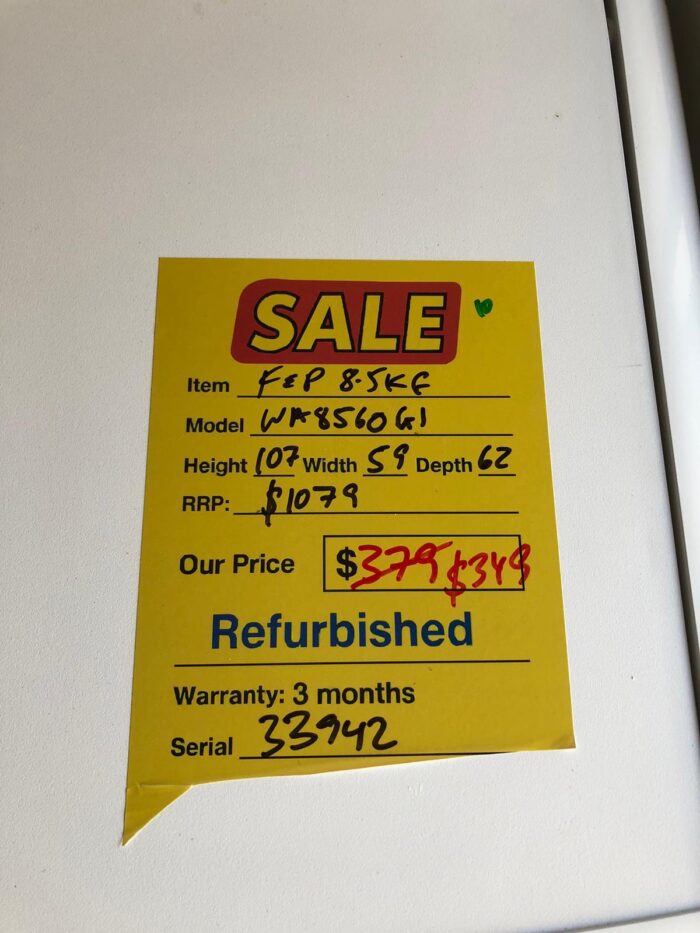 SALE
Item F&P 8.5KG
Model WA8560G1
Height 107 Width 59 Depth 62
RRP: $1079
Our Price $379 $349
Refurbished
Warranty: 3 months
Serial 33942